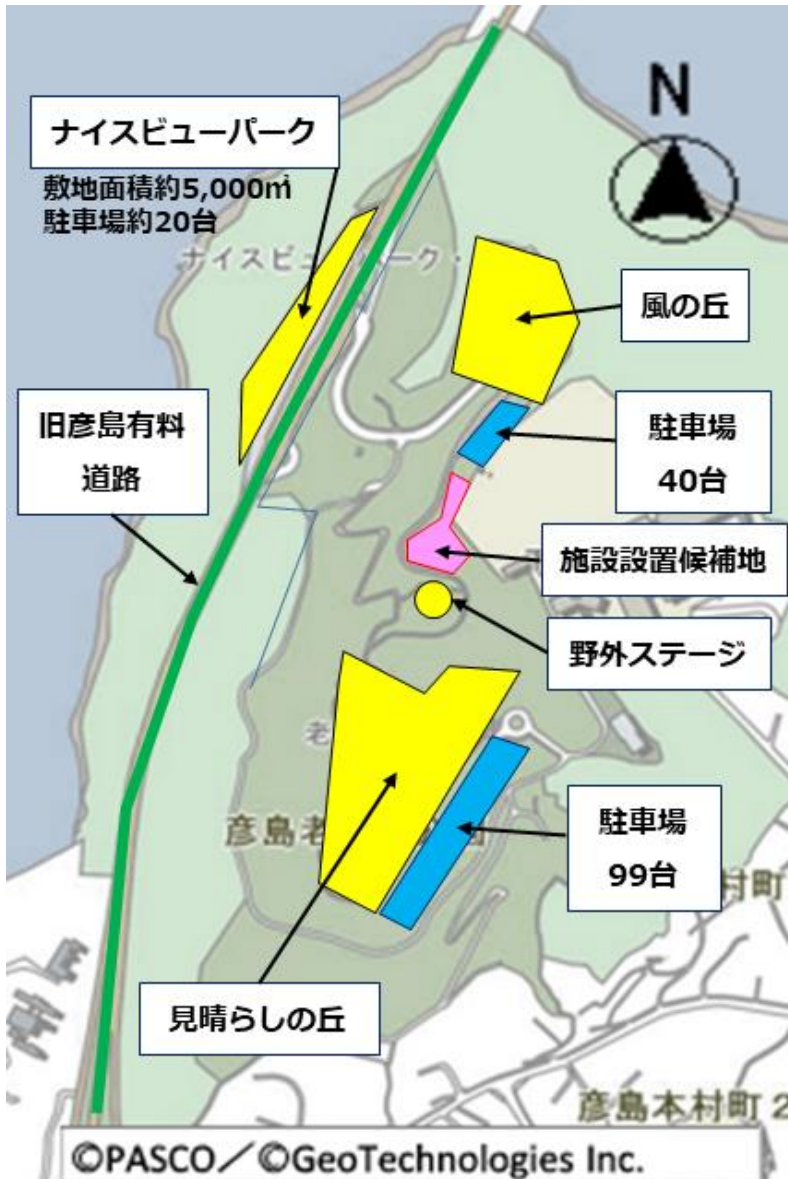 N
ナイスビューパーク
敷地面積約5,000㎡
駐車場約20台
ナイスビューパーク・
風の丘
旧彦島有料
道路
駐車場
40台
施設設置候補地
野外ステージ
老
彦島老
駐車場
99台
本村町
見晴らしの丘
彦島本村町2
©PASCO／©GeoTechnologies Inc.